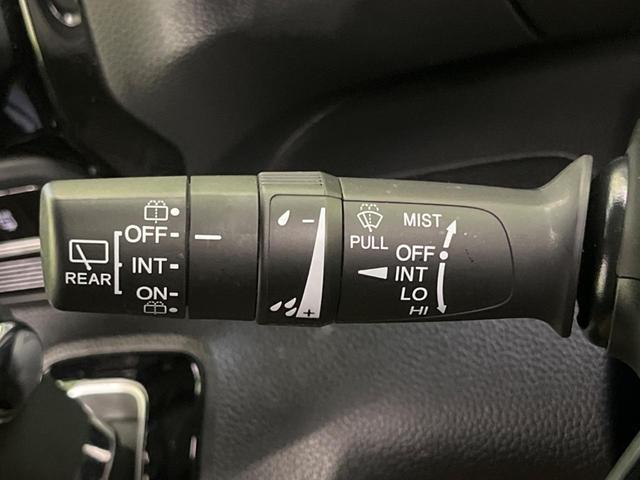 OFF
REAR INT
ON
- +
PULL
MIST
OFF
INT
LO
HI